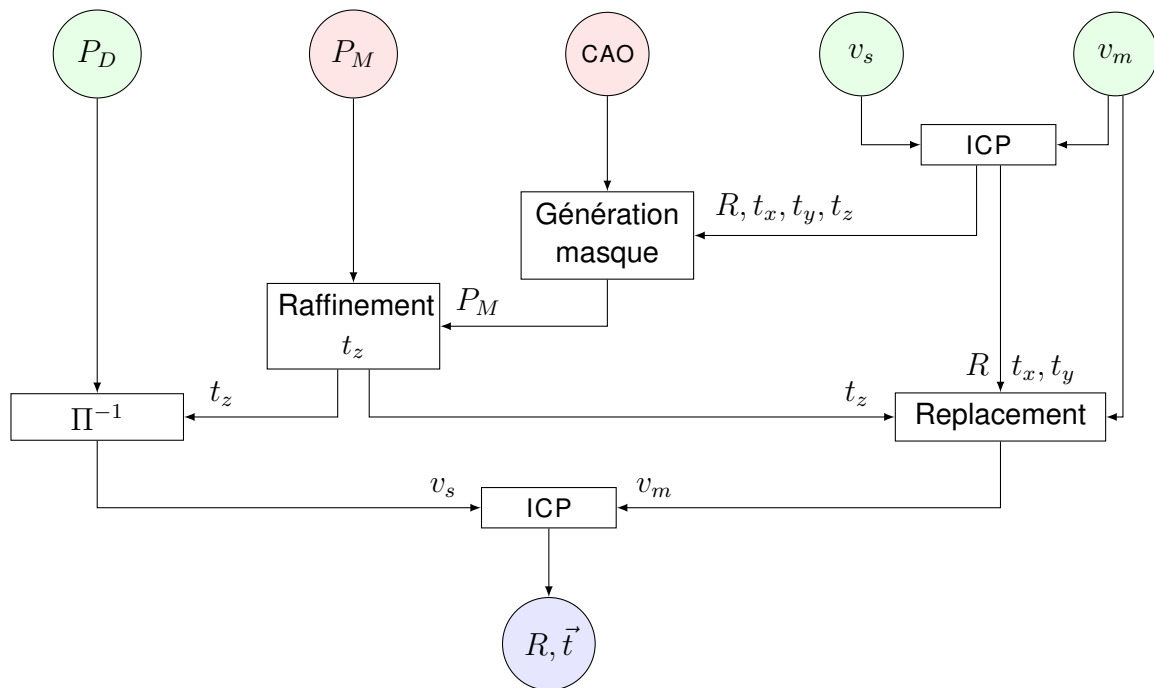 P_D
P_M
CAO
v_s
v_m
ICP
Génération
masque
R, t_x, t_y, t_z
Raffinement
t_z
P_M
R t_x, t_y
t_z
t_z
Π^{-1}
Replacement
v_s
ICP
v_m
R, \vec{t}